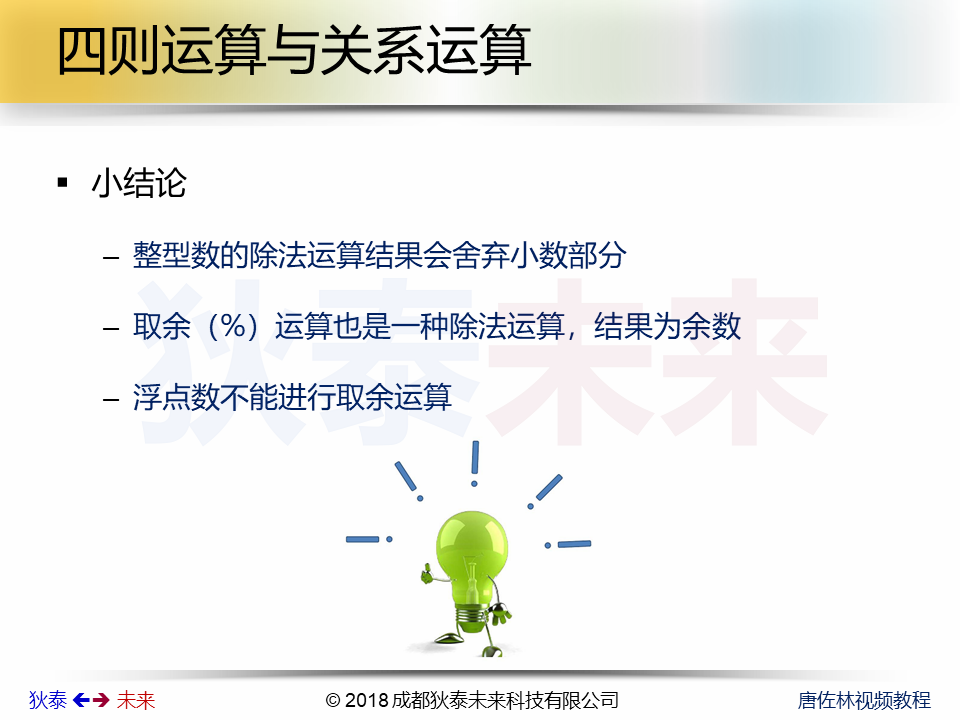 四则运算与关系运算
▪ 小结论
– 整型数的除法运算结果会舍弃小数部分
– 取余（%）运算也是一种除法运算，结果为余数
– 浮点数不能进行取余运算
狄泰未来
狄泰 未来
© 2018 成都狄泰未来科技有限公司
唐佐林视频教程